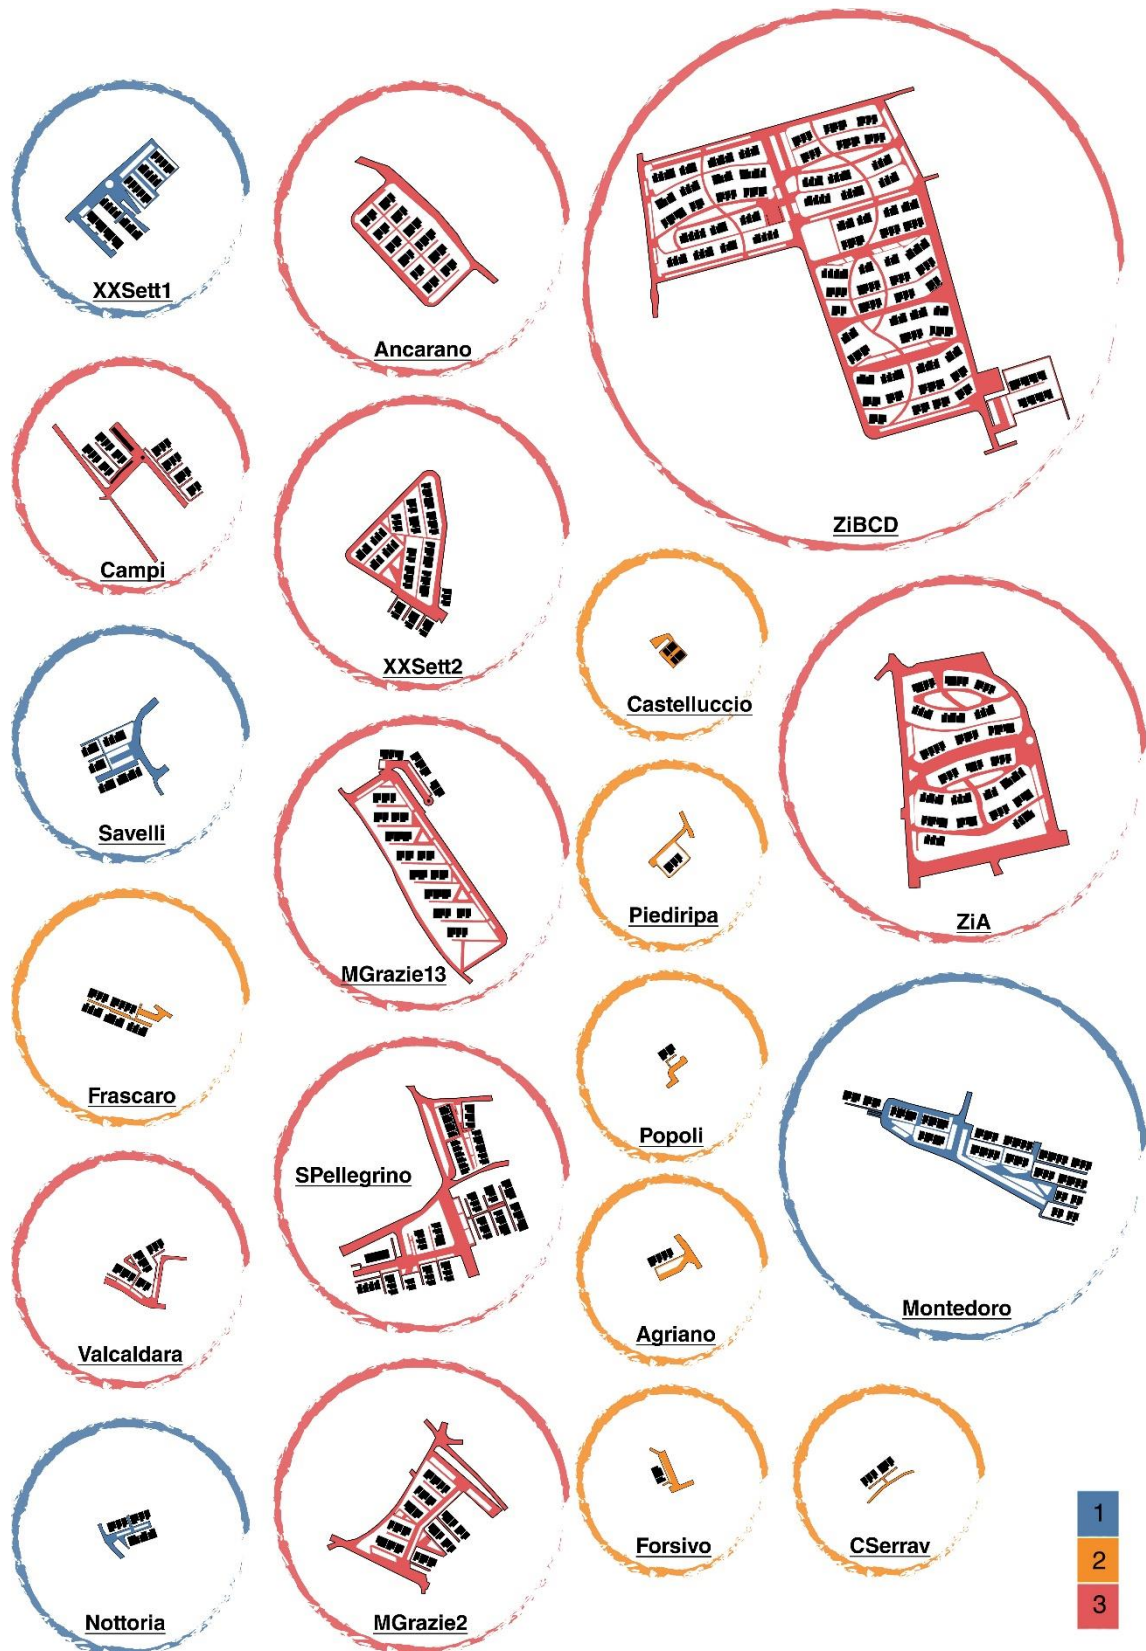 XXSett1
Ancarano
ZiBCD
Campi
XXSett2
Castelluccio
Savelli
Piediripa
ZiA
MGrazie13
Frascaro
Popoli
SPellegrino
Agriano
Montedoro
Valcaldara
Forsivo
CSerrav
Nottoria
MGrazie2
1
2
3